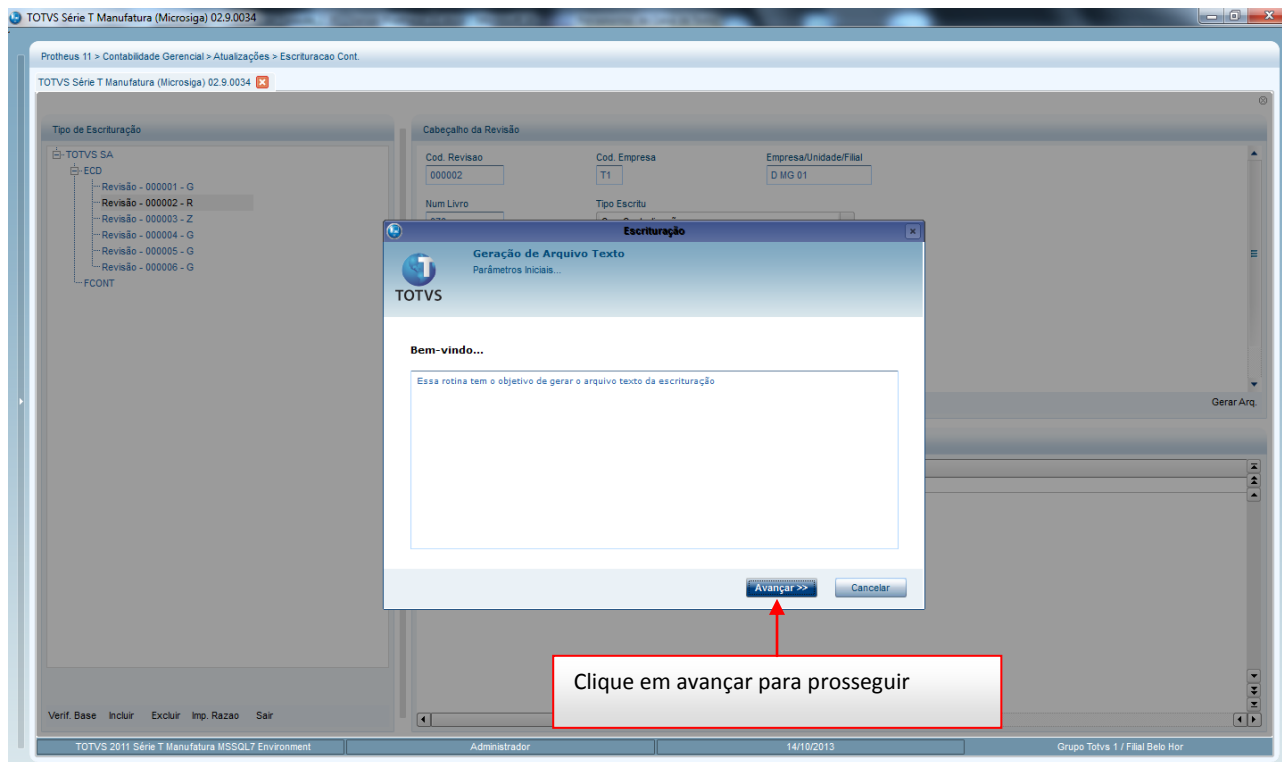 TOTVS Série T Manufatura (Microsiga) 02.9.0034
Protheus 11 > Contabilidade Gerencial > Atualizações > Escrituracao Cont.
TOTVS Série T Manufatura (Microsiga) 02.9.0034
Tipo de Escrituração
TOTVS SA
ECD
Revisão - 000001 - G
Revisão - 000002 - R
Revisão - 000003 - Z
Revisão - 000004 - G
Revisão - 000005 - G
Revisão - 000006 - G
FCONT
Cabeçalho da Revisão
Cod. Revisao Cod. Empresa Empresa/Unidade/Filial
000002 T1 D MG 01
Num Livro Tipo Escritu
Escrituração
Geração de Arquivo Texto
Parâmetros Iniciais...
TOTVS
Bem-vindo...
Essa rotina tem o objetivo de gerar o arquivo texto da escrituração
Gerar Arq.
Avançar >> Cancelar
Clique em avançar para prosseguir
Verif. Base Incluir Excluir Imp. Razao Sair
TOTVS 2011 Série T Manufatura MSSQL7 Environment Administrador 14/10/2013 Grupo Totvs 1 / Filial Belo Hor